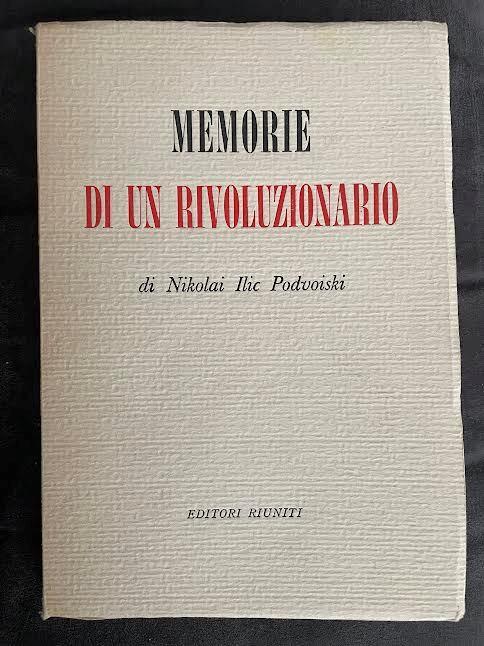 MEMORIE
DI UN RIVOLUZIONARIO
di Nikolai Ilic Podvoiski
EDITORI RIUNITI